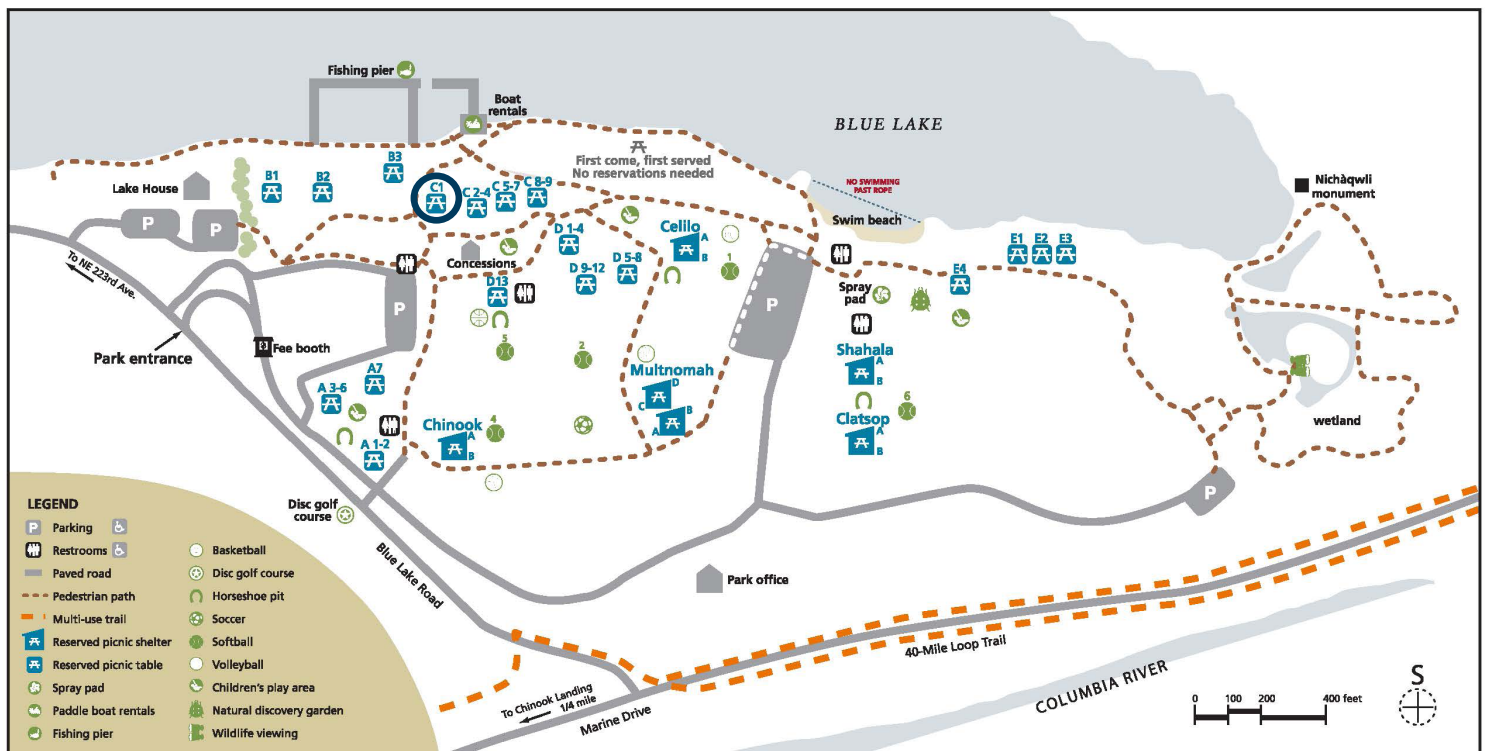 Fishing pier
Boat
rentals
BLUE LAKE
First come, first served
No reservations needed
NO SWIMMING
PAST ROPE
Swim beach
Nichàqwli
monument
Lake House
B1
B2
B3
C1
C 2-4
C 5-7
C 8-9
P
P
To NE 223rd Ave.
Park entrance
Fee booth
Concessions
D 1-4
D 9-12
D 5-8
D13
Celilo
A
B
1
P
P
5
2
E1
E2
E3
E4
Spray
pad
Shahala
A
B
6
Clatsop
A
B
Multnomah
D
C
B
A
A7
A 3-6
A 1-2
Chinook
A
B
4
wetland
P
Disc golf
course
Blue Lake Road
Park office
40-Mile Loop Trail
COLUMBIA RIVER
To Chinook Landing
1/4 mile
Marine Drive
S
0 100 200 400 feet
LEGEND
P Parking
Restrooms
Paved road
Pedestrian path
Multi-use trail
Reserved picnic shelter
Reserved picnic table
Spray pad
Paddle boat rentals
Fishing pier
Basketball
Disc golf course
Horseshoe pit
Soccer
Softball
Volleyball
Children's play area
Natural discovery garden
Wildlife viewing